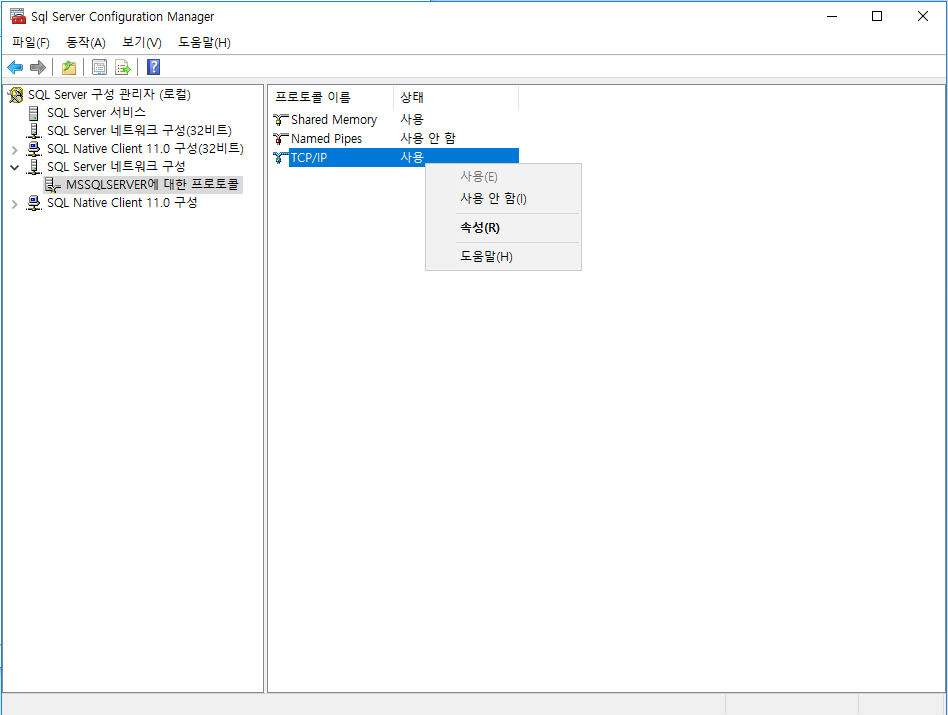 Sql Server Configuration Manager
파일(F) 동작(A) 보기(V) 도움말(H)
SQL Server 구성 관리자 (로컬)
SQL Server 서비스
SQL Server 네트워크 구성(32비트)
SQL Native Client 11.0 구성(32비트)
SQL Server 네트워크 구성
MSSQLSERVER에 대한 프로토콜
SQL Native Client 11.0 구성
프로토콜 이름 상태
Shared Memory 사용
Named Pipes 사용 안 함
TCP/IP 사용
사용(E)
사용 안 함(I)
속성(R)
도움말(H)